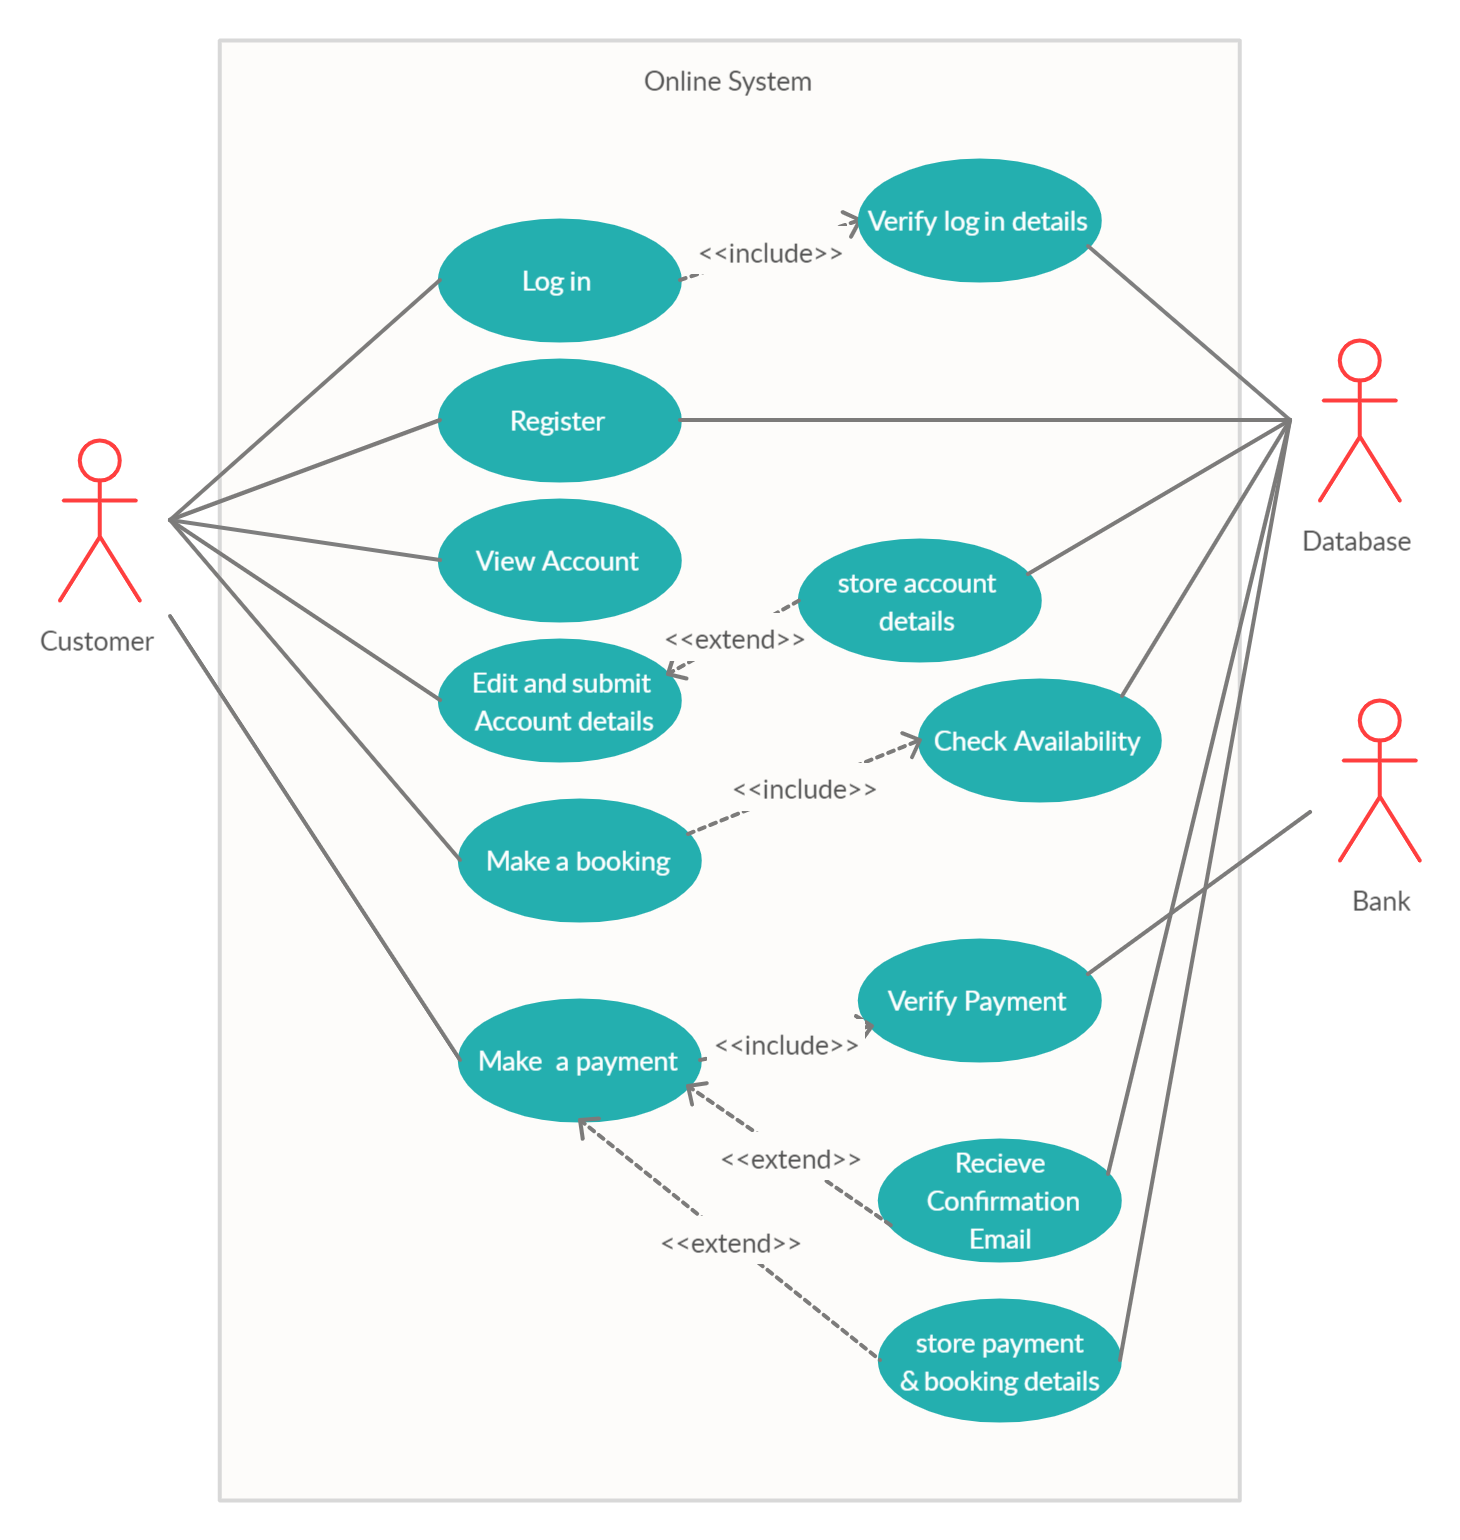 Online System
Verify log in details
<<include>>
Log in
Register
Database
View Account
store account
details
<<extend>>
Customer
Edit and submit
Account details
Check Availability
<<include>>
Make a booking
Bank
Verify Payment
<<include>>
Make  a payment
<<extend>>
Recieve
Confirmation
Email
<<extend>>
store payment
& booking details